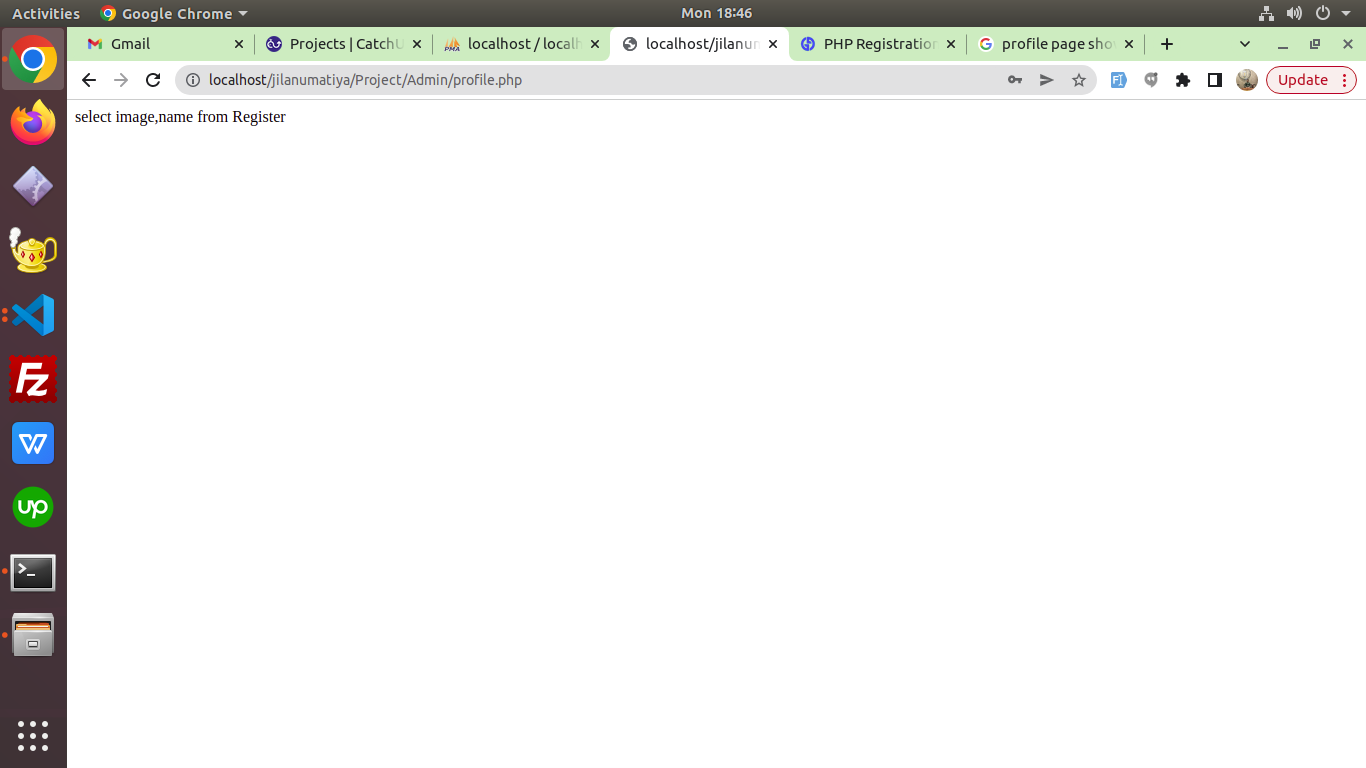 Activities Google Chrome Mon 18:46
Gmail Projects | CatchU localhost / localh localhost/jilanum PHP Registration profile page sho
localhost/jilanumatiya/Project/Admin/profile.php Update
select image,name from Register